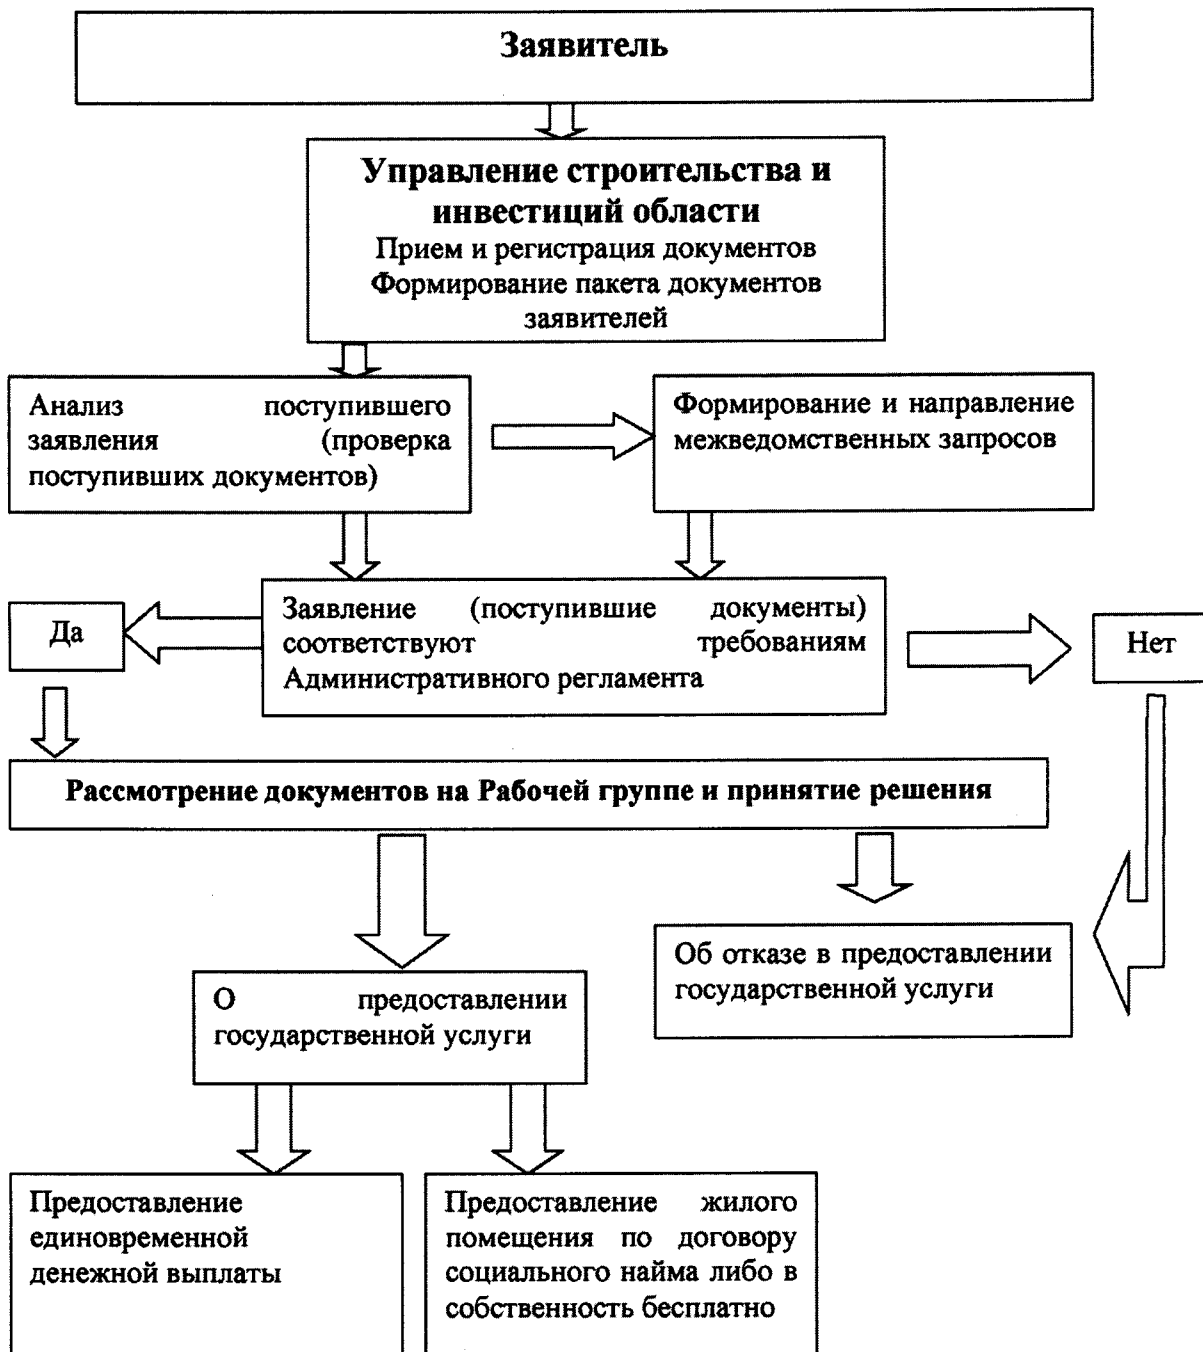 Заявитель
Управление строительства и
инвестиций области
Прием и регистрация документов
Формирование пакета документов
заявителей
Анализ поступившего
заявления (проверка
поступивших документов)
Формирование и направление
межведомственных запросов
Да
Заявление (поступившие документы)
соответствуют требованиям
Административного регламента
Нет
Рассмотрение документов на Рабочей группе и принятие решения
Об отказе в предоставлении
государственной услуги
О предоставлении
государственной услуги
Предоставление
единовременной
денежной выплаты
Предоставление жилого
помещения по договору
социального найма либо в
собственность бесплатно